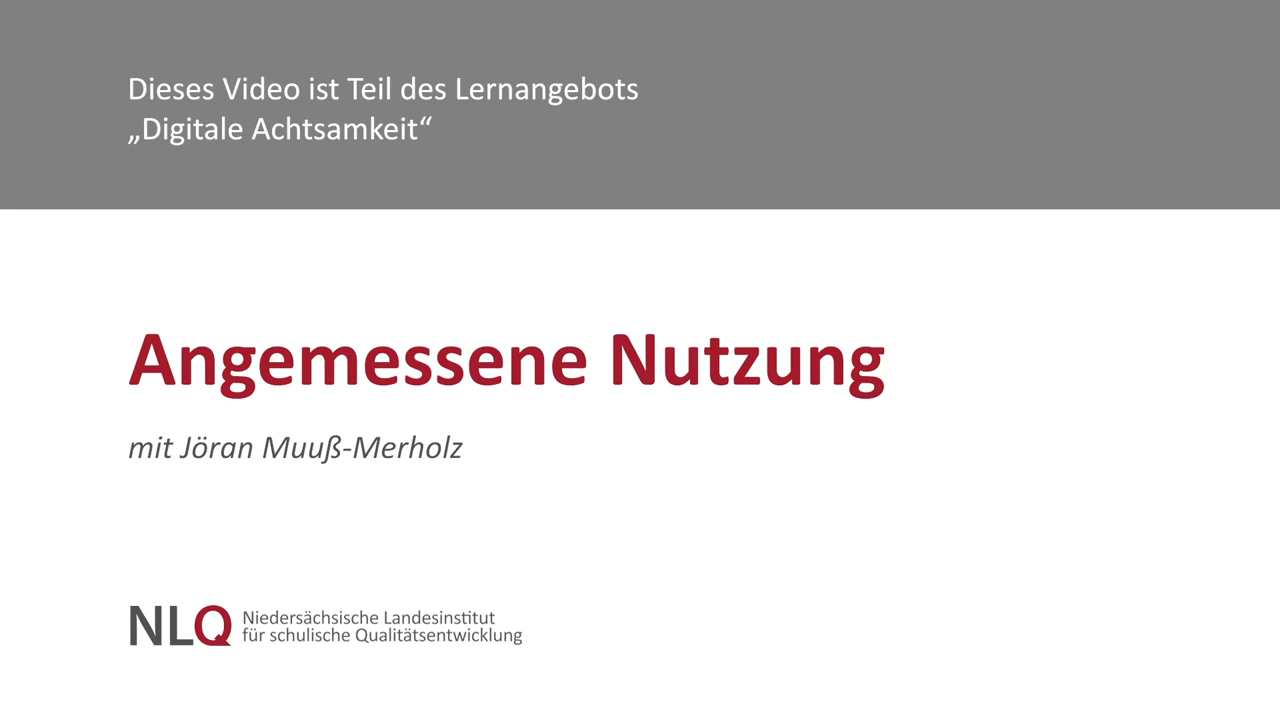 Dieses Video ist Teil des Lernangebots
„Digitale Achtsamkeit“
Angemessene Nutzung
mit Jöran Muuß-Merholz
NLQ
Niedersächsische Landesinstitut
für schulische Qualitätsentwicklung